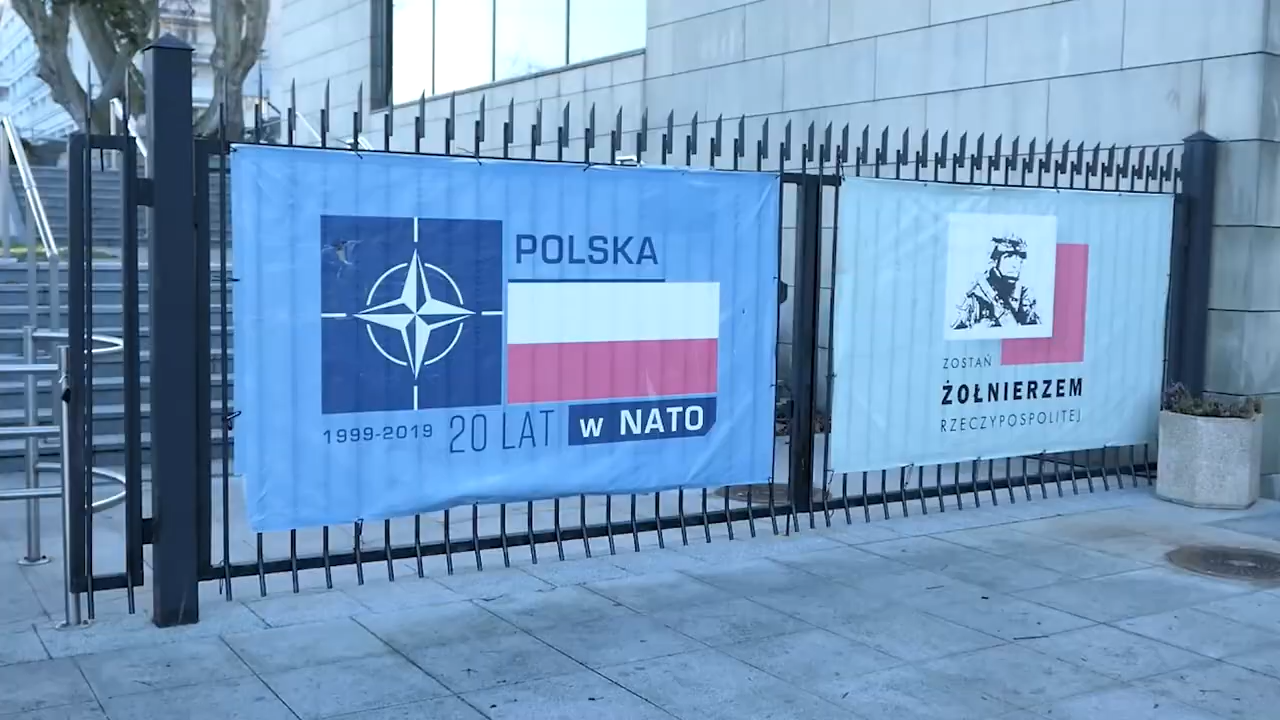 POLSKA
1999-2019 20 LAT w NATO
ZOSTAŃ
ŻOŁNIERZEM
RZECZYPOSPOLITEJ